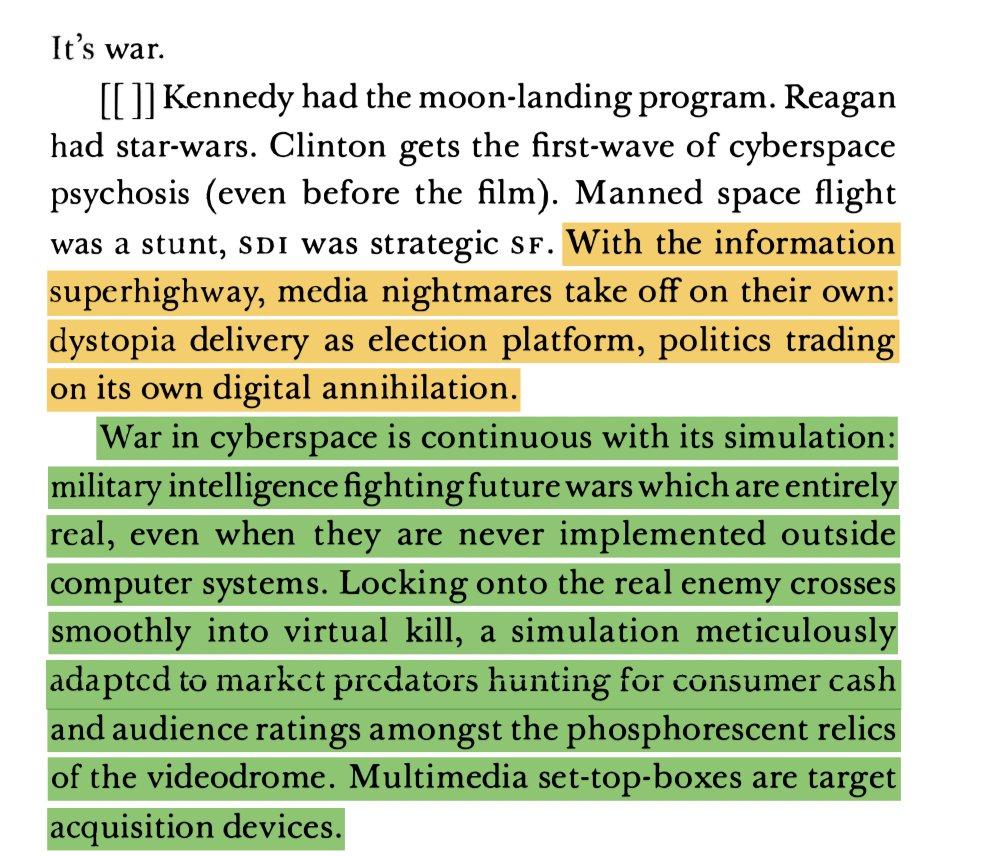 It’s war.
[[ ]] Kennedy had the moon-landing program. Reagan
had star-wars. Clinton gets the first-wave of cyberspace
psychosis (even before the film). Manned space flight
was a stunt, SDI was strategic SF. With the information
superhighway, media nightmares take off on their own:
dystopia delivery as election platform, politics trading
on its own digital annihilation.
War in cyberspace is continuous with its simulation:
military intelligence fighting future wars which are entirely
real, even when they are never implemented outside
computer systems. Locking onto the real enemy crosses
smoothly into virtual kill, a simulation meticulously
adapted to market predators hunting for consumer cash
and audience ratings amongst the phosphorescent relics
of the videodrome. Multimedia set-top-boxes are target
acquisition devices.